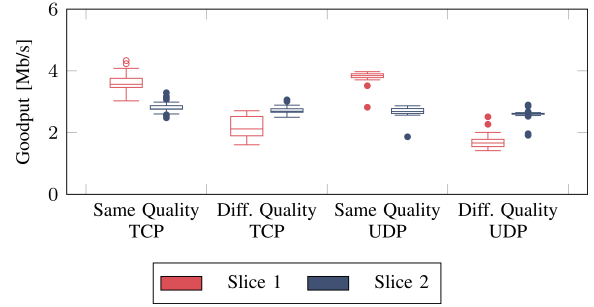 Goodput [Mb/s]
6
4
2
0
Same Quality TCP
Diff. Quality TCP
Same Quality UDP
Diff. Quality UDP
Slice 1
Slice 2